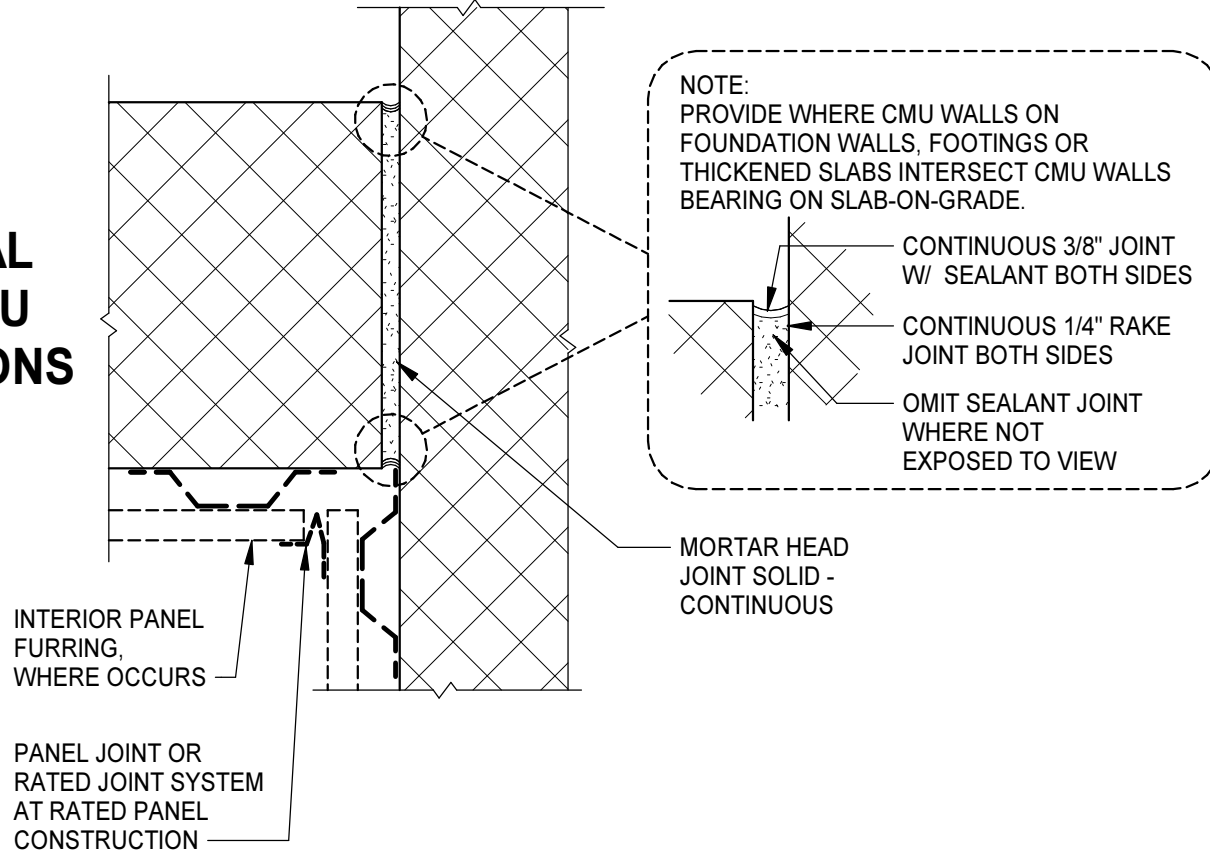 AL
U
ONS
NOTE:
PROVIDE WHERE CMU WALLS ON
FOUNDATION WALLS, FOOTINGS OR
THICKENED SLABS INTERSECT CMU WALLS
BEARING ON SLAB-ON-GRADE.
CONTINUOUS 3/8" JOINT
W/ SEALANT BOTH SIDES
CONTINUOUS 1/4" RAKE
JOINT BOTH SIDES
OMIT SEALANT JOINT
WHERE NOT
EXPOSED TO VIEW
MORTAR HEAD
JOINT SOLID -
CONTINUOUS
INTERIOR PANEL
FURRING,
WHERE OCCURS
PANEL JOINT OR
RATED JOINT SYSTEM
AT RATED PANEL
CONSTRUCTION